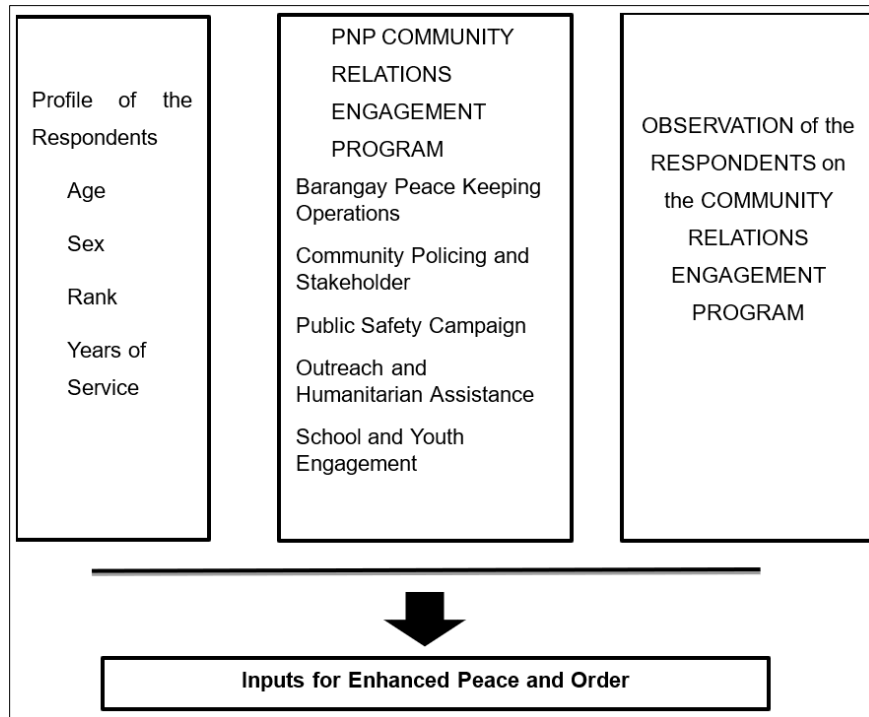 Profile of the
Respondents
Age
Sex
Rank
Years of
Service
PNP COMMUNITY
RELATIONS
ENGAGEMENT
PROGRAM
Barangay Peace Keeping
Operations
Community Policing and
Stakeholder
Public Safety Campaign
Outreach and
Humanitarian Assistance
School and Youth
Engagement
OBSERVATION of the
RESPONDENTS on
the COMMUNITY
RELATIONS
ENGAGEMENT
PROGRAM
Inputs for Enhanced Peace and Order